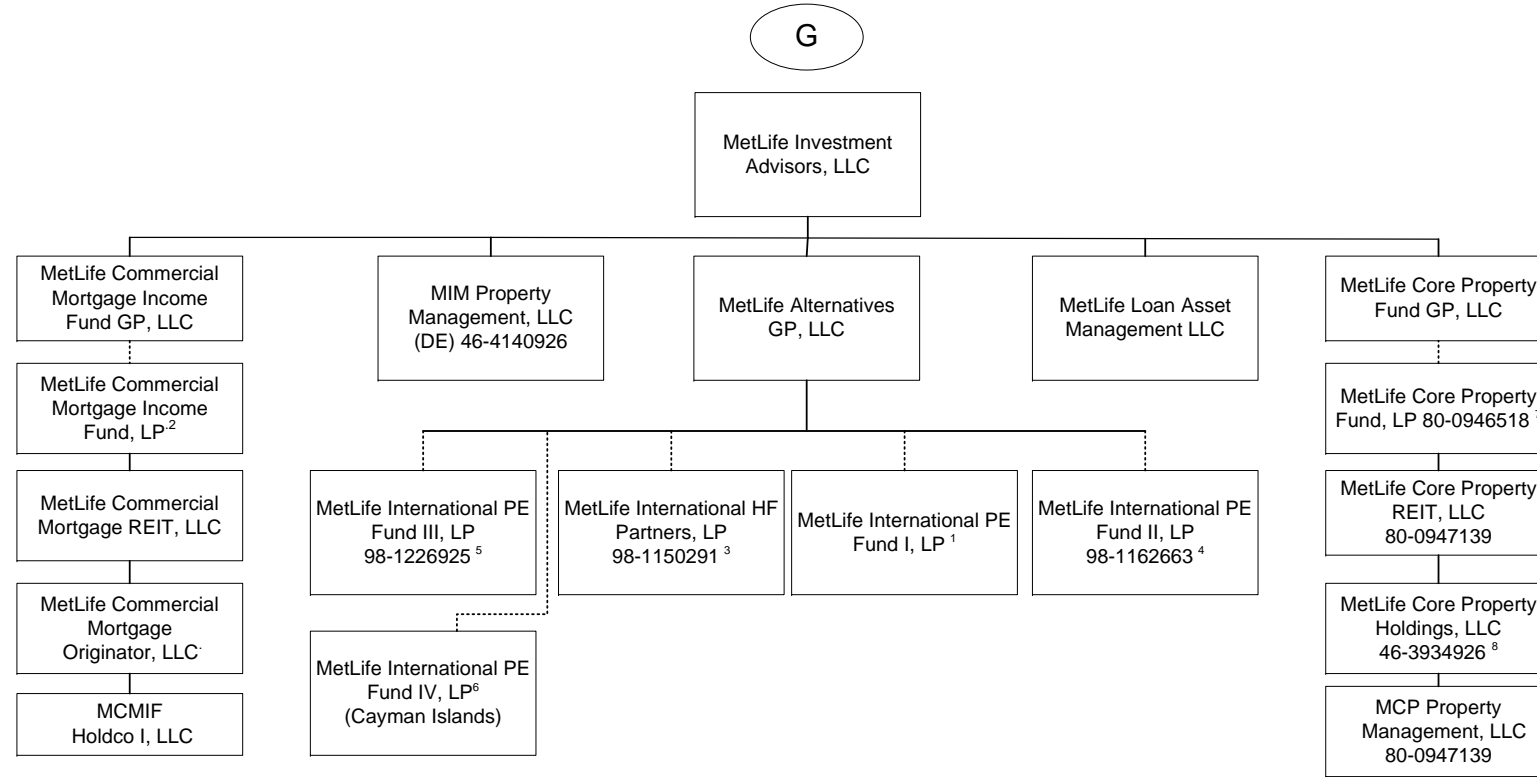 G
MetLife Investment
Advisors, LLC
MetLife Commercial
Mortgage Income
Fund GP, LLC
MIM Property
Management, LLC
(DE) 46-4140926
MetLife Alternatives
GP, LLC
MetLife Loan Asset
Management LLC
MetLife Core Property
Fund GP, LLC
MetLife Commercial
Mortgage Income
Fund, LP.2
MetLife Core Property
Fund, LP 80-0946518
MetLife Commercial
Mortgage REIT, LLC
MetLife International PE
Fund III, LP
98-1226925 5
MetLife International HF
Partners, LP
98-1150291 3
MetLife International PE
Fund I, LP 1
MetLife International PE
Fund II, LP
98-1162663 4
MetLife Core Property
REIT, LLC
80-0947139
MetLife Commercial
Mortgage
Originator, LLC.
MetLife International PE
Fund IV, LP6
(Cayman Islands)
MetLife Core Property
Holdings, LLC
46-3934926 8
MCMIF
Holdco I, LLC
MCP Property
Management, LLC
80-0947139